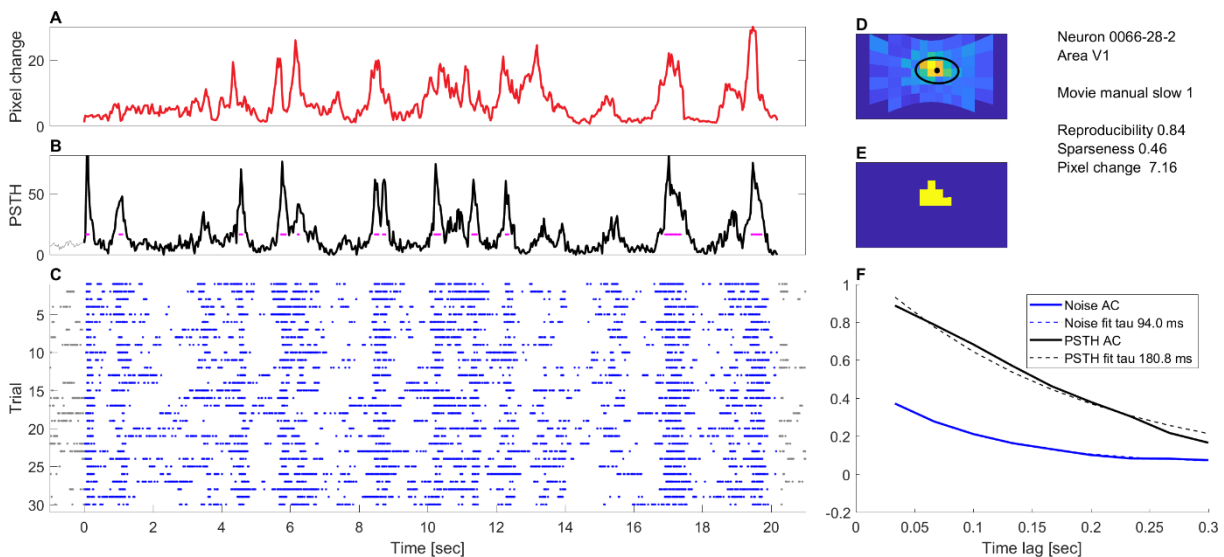 A
Pixel change
20
0
B
PSTH
50
0
C
Trial
5
10
15
20
25
30
0
2
4
6
8
10
12
14
16
18
20
Time [sec]
D
Neuron 0066-28-2
Area V1
Movie manual slow 1
Reproducibility 0.84
Sparseness 0.46
Pixel change 7.16
E
F
1
0.8
0.6
0.4
0.2
0
-0.2
Noise AC
Noise fit tau 94.0 ms
PSTH AC
PSTH fit tau 180.8 ms
0.05
0.1
0.15
0.2
0.25
0.3
Time lag [sec]